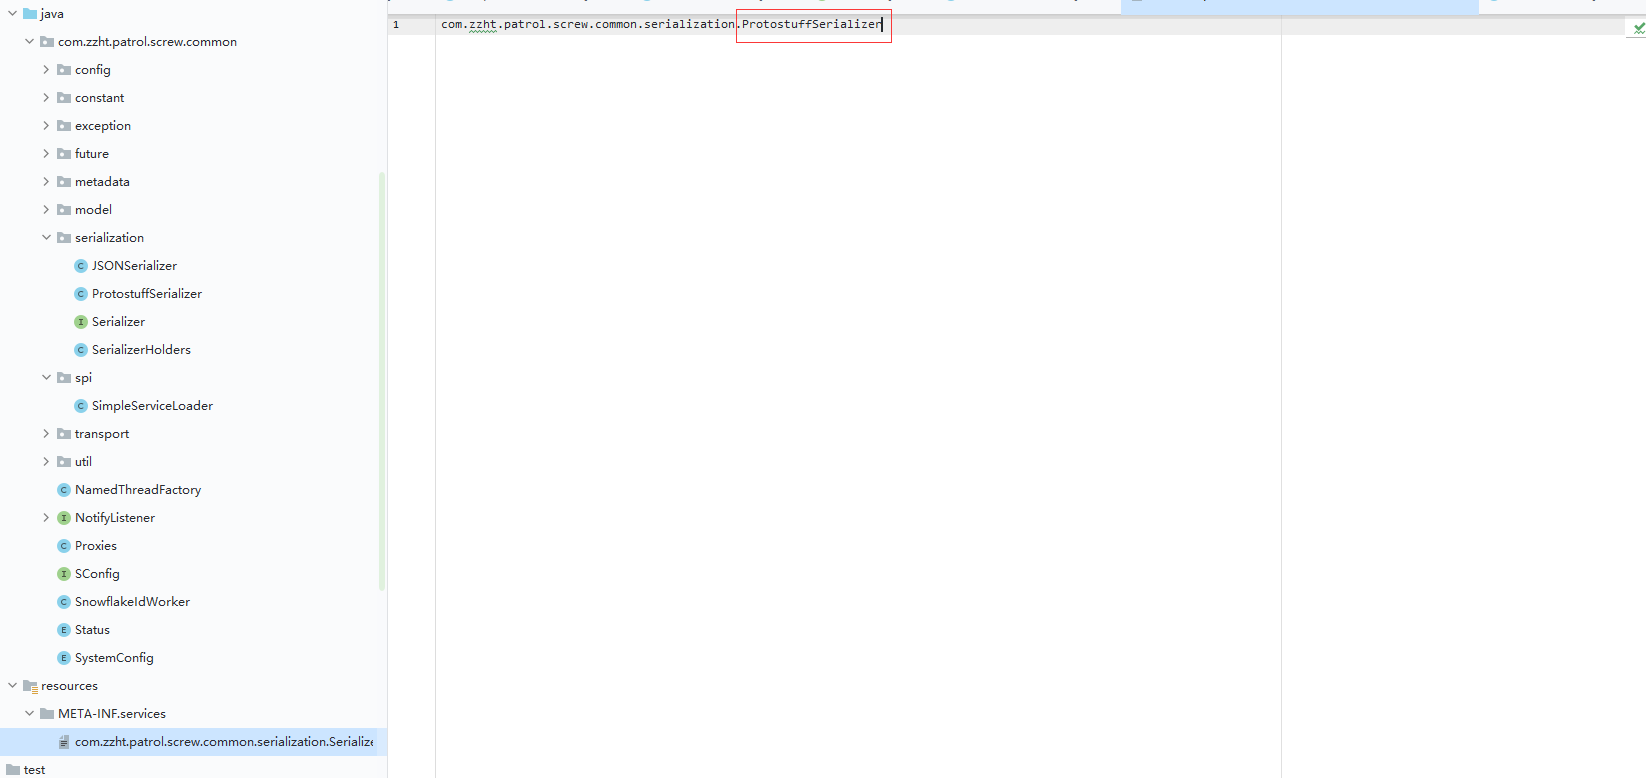 java
com.zzht.patrol.screw.common
config
constant
exception
future
metadata
model
serialization
JSONSerializer
ProtostuffSerializer
Serializer
SerializerHolders
spi
SimpleServiceLoader
transport
util
NamedThreadFactory
NotifyListener
Proxies
SConfig
SnowflakeIdWorker
Status
SystemConfig
resources
META-INF.services
com.zzht.patrol.screw.common.serialization.Serialize
test
1 com.zzht.patrol.screw.common.serialization.ProtostuffSerializer